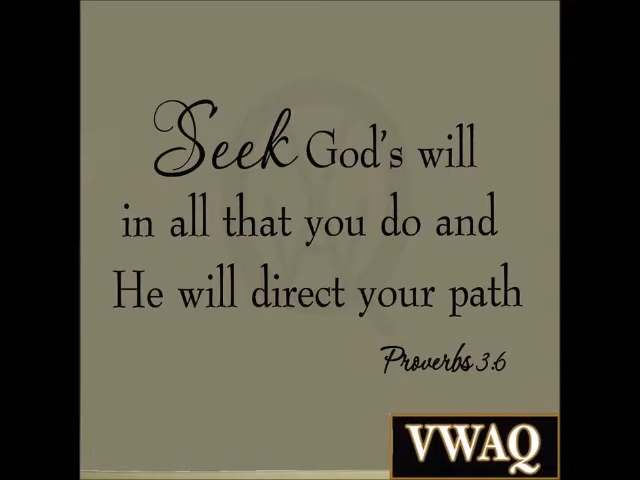 Seek God's will
in all that you do and
He will direct your path
Proverbs 3:6
VWAQ